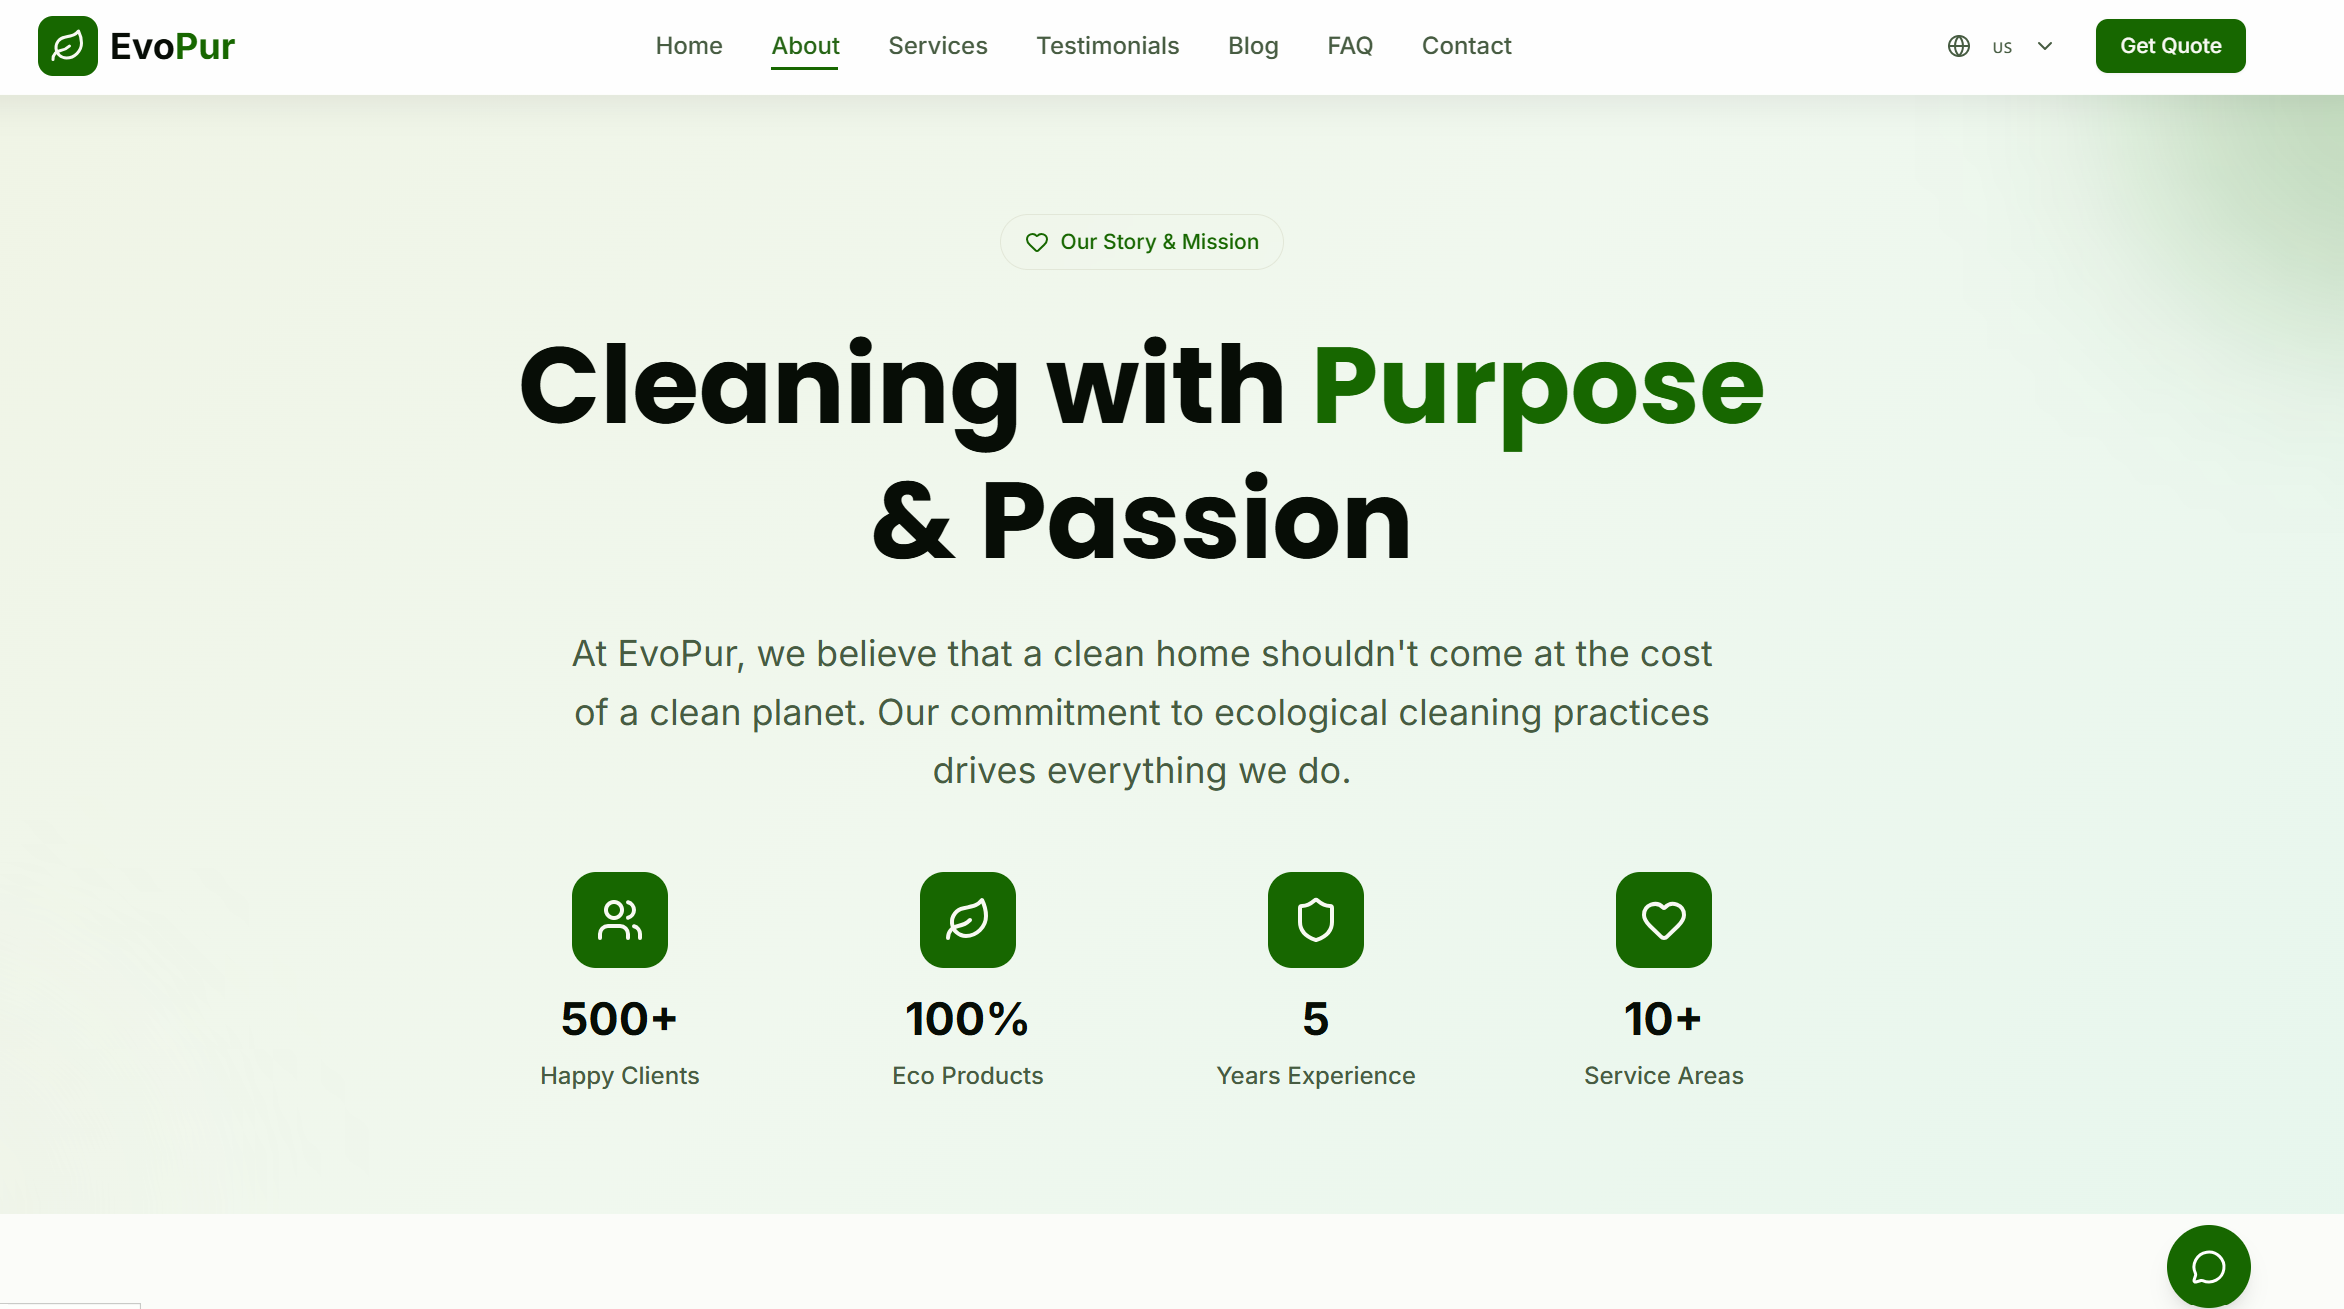 EvoPur
Home
About
Services
Testimonials
Blog
FAQ
Contact
US
Get Quote
Our Story & Mission
Cleaning with Purpose
& Passion
At EvoPur, we believe that a clean home shouldn't come at the cost
of a clean planet. Our commitment to ecological cleaning practices
drives everything we do.
500+
Happy Clients
100%
Eco Products
5
Years Experience
10+
Service Areas